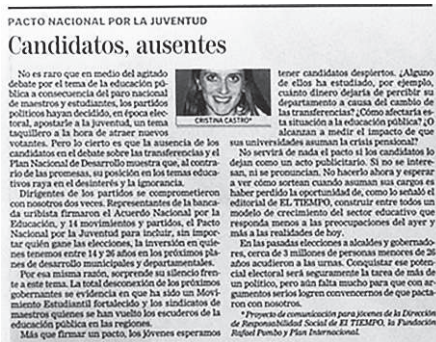 PACTO NACIONAL POR LA JUVENTUD
Candidatos, ausentes
No es raro que en medio del agitado
debate por el tema de la educación pú-
blica a consecuencia del paro nacional
de maestros y estudiantes, los partidos
políticos hayan decidido, en época elec-
toral, apostarle a la juventud, un tema
taquillero a la hora de atraer nuevos
votantes. Pero lo cierto es que la ausencia de los
candidatos en el debate sobre las transferencias y el
Plan Nacional de Desarrollo muestra que, al contra-
rio de las promesas, su posición en los temas educa-
tivos raya en el desinterés y la ignorancia.
Dirigentes de los partidos se comprometieron
con nosotros dos veces. Representantes de la banca-
da uribista firmaron el Acuerdo Nacional por la
Educación, y 14 movimientos y partidos, el Pacto
Nacional por la Juventud para incluir, sin impor-
tar quién gane las elecciones, la inversión en quie-
nes tenemos entre 14 y 26 años en los próximos pla-
nes de desarrollo municipales y departamentales.
Por esa misma razón, sorprende su silencio fren-
te a este tema. La total desconexión de los próximos
gobernantes se evidencia en que ha sido un Movi-
miento Estudiantil fortalecido y los sindicatos de
maestros quienes se han vuelto los escuderos de la
educación pública en las regiones.
Más que firmar un pacto, los jóvenes esperamos
CRISTINA CASTRO*
tener candidatos despiertos. ¿Alguno
de ellos ha estudiado, por ejemplo,
cuánto dinero dejaría de percibir su
departamento a causa del cambio de
las transferencias? ¿Cómo afectaría es-
ta situación a la educación pública? ¿O
alcanzan a medir el impacto de que
sus universidades asuman la crisis pensional?
No servirá de nada el pacto si los candidatos lo
dejan como un acto publicitario. Si no se intere-
san, ni se pronuncian. No hacerlo ahora y esperar
a ver cómo sortean cuando asuman sus cargos es
haber perdido la oportunidad de, como lo señaló el
editorial de EL TIEMPO, construir entre todos un
modelo de crecimiento del sector educativo que
responda menos a las preocupaciones del ayer y
más a las realidades de hoy.
En las pasadas elecciones a alcaldes y gobernado-
res, cerca de 3 millones de personas menores de 26
años acudieron a las urnas. Conquistar ese poten-
cial electoral será seguramente la tarea de más de
un político, pero aún falta mucho para que con ar-
gumentos serios logren convencernos de que pacta-
ron con nosotros.
* Proyecto de comunicación para jóvenes de la Dirección
de Responsabilidad Social de EL TIEMPO, la Fundación
Rafael Pombo y Plan Internacional.